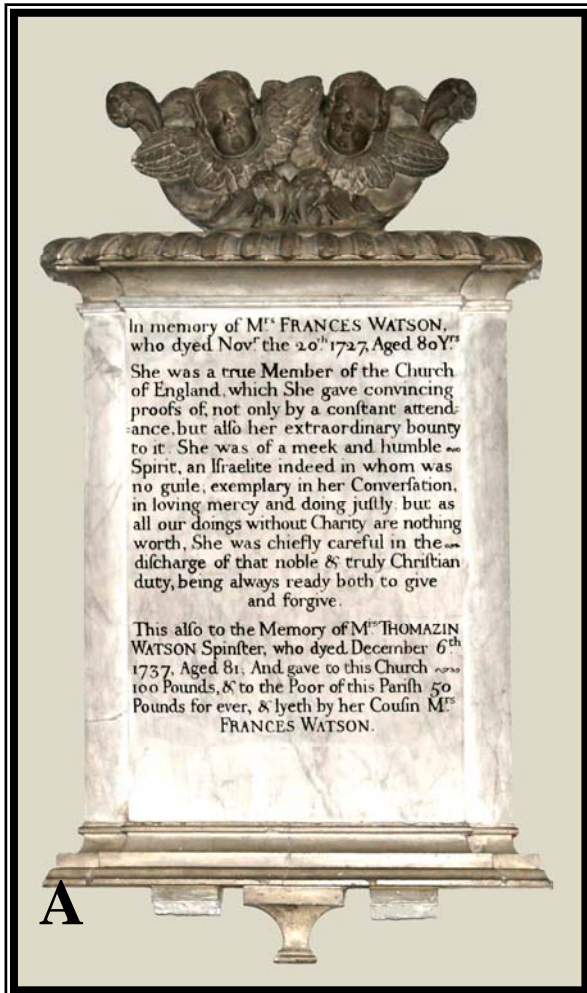 In memory of Mrs. FRANCES WATSON,
who dyed Novr the 20th. 1727, Aged 80 Yrs
She was a true Member of the Church
of England, which She gave convincing
proofs of, not only by a conſtant attend=
=ance, but alſo her extraordinary bounty
to it. She was of a meek and humble
Spirit, an Iſraelite indeed in whom was
no guile, exemplary in her Converſation,
in loving mercy and doing juſtly; but as
all our doings without Charity are nothing
worth, She was chiefly careful in the
diſcharge of that noble & truly Chriſtian
duty, being always ready both to give
and forgive.
This alſo to the Memory of Mrs. THOMAZIN
WATSON Spinſter, who dyed December 6th
1737, Aged 81, And gave to this Church
100 Pounds, & to the Poor of this Pariſh 50
Pounds for ever, & lyeth by her Couſin Mrs.
FRANCES WATSON.
A